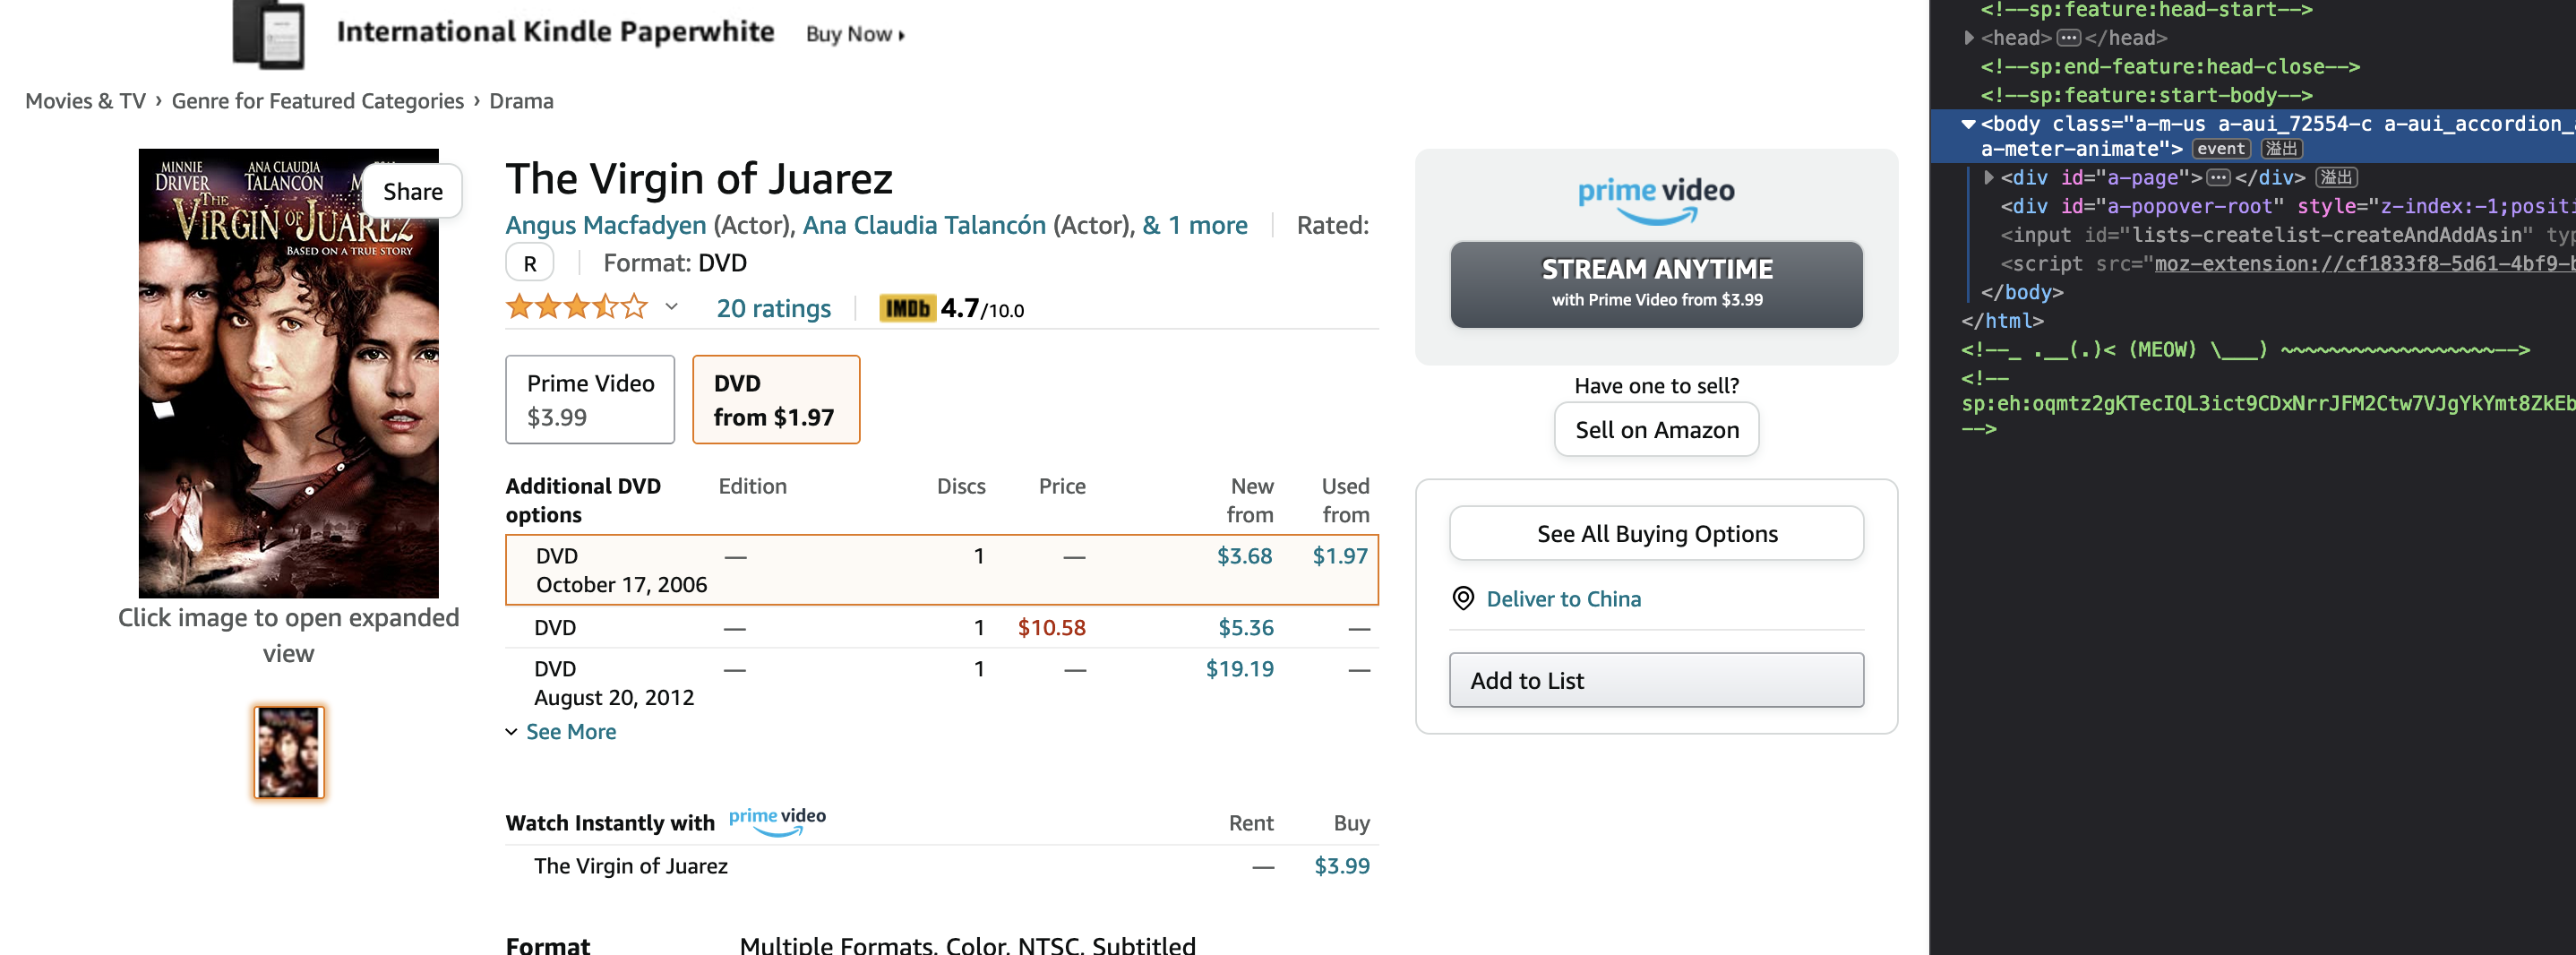 International Kindle Paperwhite Buy Now
Movies & TV › Genre for Featured Categories › Drama
MINNIE DRIVER
ANA CLAUDIA TALANCÓN
Share
THE VIRGIN OF JUAREZ
BASED ON A TRUE STORY
Click image to open expanded
view
The Virgin of Juarez
Angus Macfadyen (Actor), Ana Claudia Talancón (Actor), & 1 more Rated:
R Format: DVD
20 ratings IMDb 4.7/10.0
Prime Video
$3.99
DVD
from $1.97
Additional DVD options Edition Discs Price New from Used from
DVD — 1 — $3.68 $1.97
October 17, 2006
DVD — 1 $10.58 $5.36 —
DVD — 1 — $19.19 —
August 20, 2012
See More
Watch Instantly with prime video Rent Buy
The Virgin of Juarez — $3.99
Format Multiple Formats, Color, NTSC, Subtitled
prime video
STREAM ANYTIME
with Prime Video from $3.99
Have one to sell?
Sell on Amazon
See All Buying Options
Deliver to China
Add to List
<!--sp:feature:head-start-->
<head>···</head>
<!--sp:end-feature:head-close-->
<!--sp:feature:start-body-->
<body class="a-m-us a-aui_72554-c a-aui_accordion_
a-meter-animate"> event 溢出
<div id="a-page">···</div> 溢出
<div id="a-popover-root" style="z-index:-1;positi
<input id="lists-createlist-createAndAddAsin" typ
<script src="moz-extension://cf1833f8-5d61-4bf9-b
</body>
</html>
<!--_ .__(.)< (MEOW) \___) ~~~~~~~~~~~~~~~~~~-->
<!--
sp:eh:oqmtz2gKTecIQL3ict9CDxNrrJFM2Ctw7VJgYkYmt8ZkEb
-->